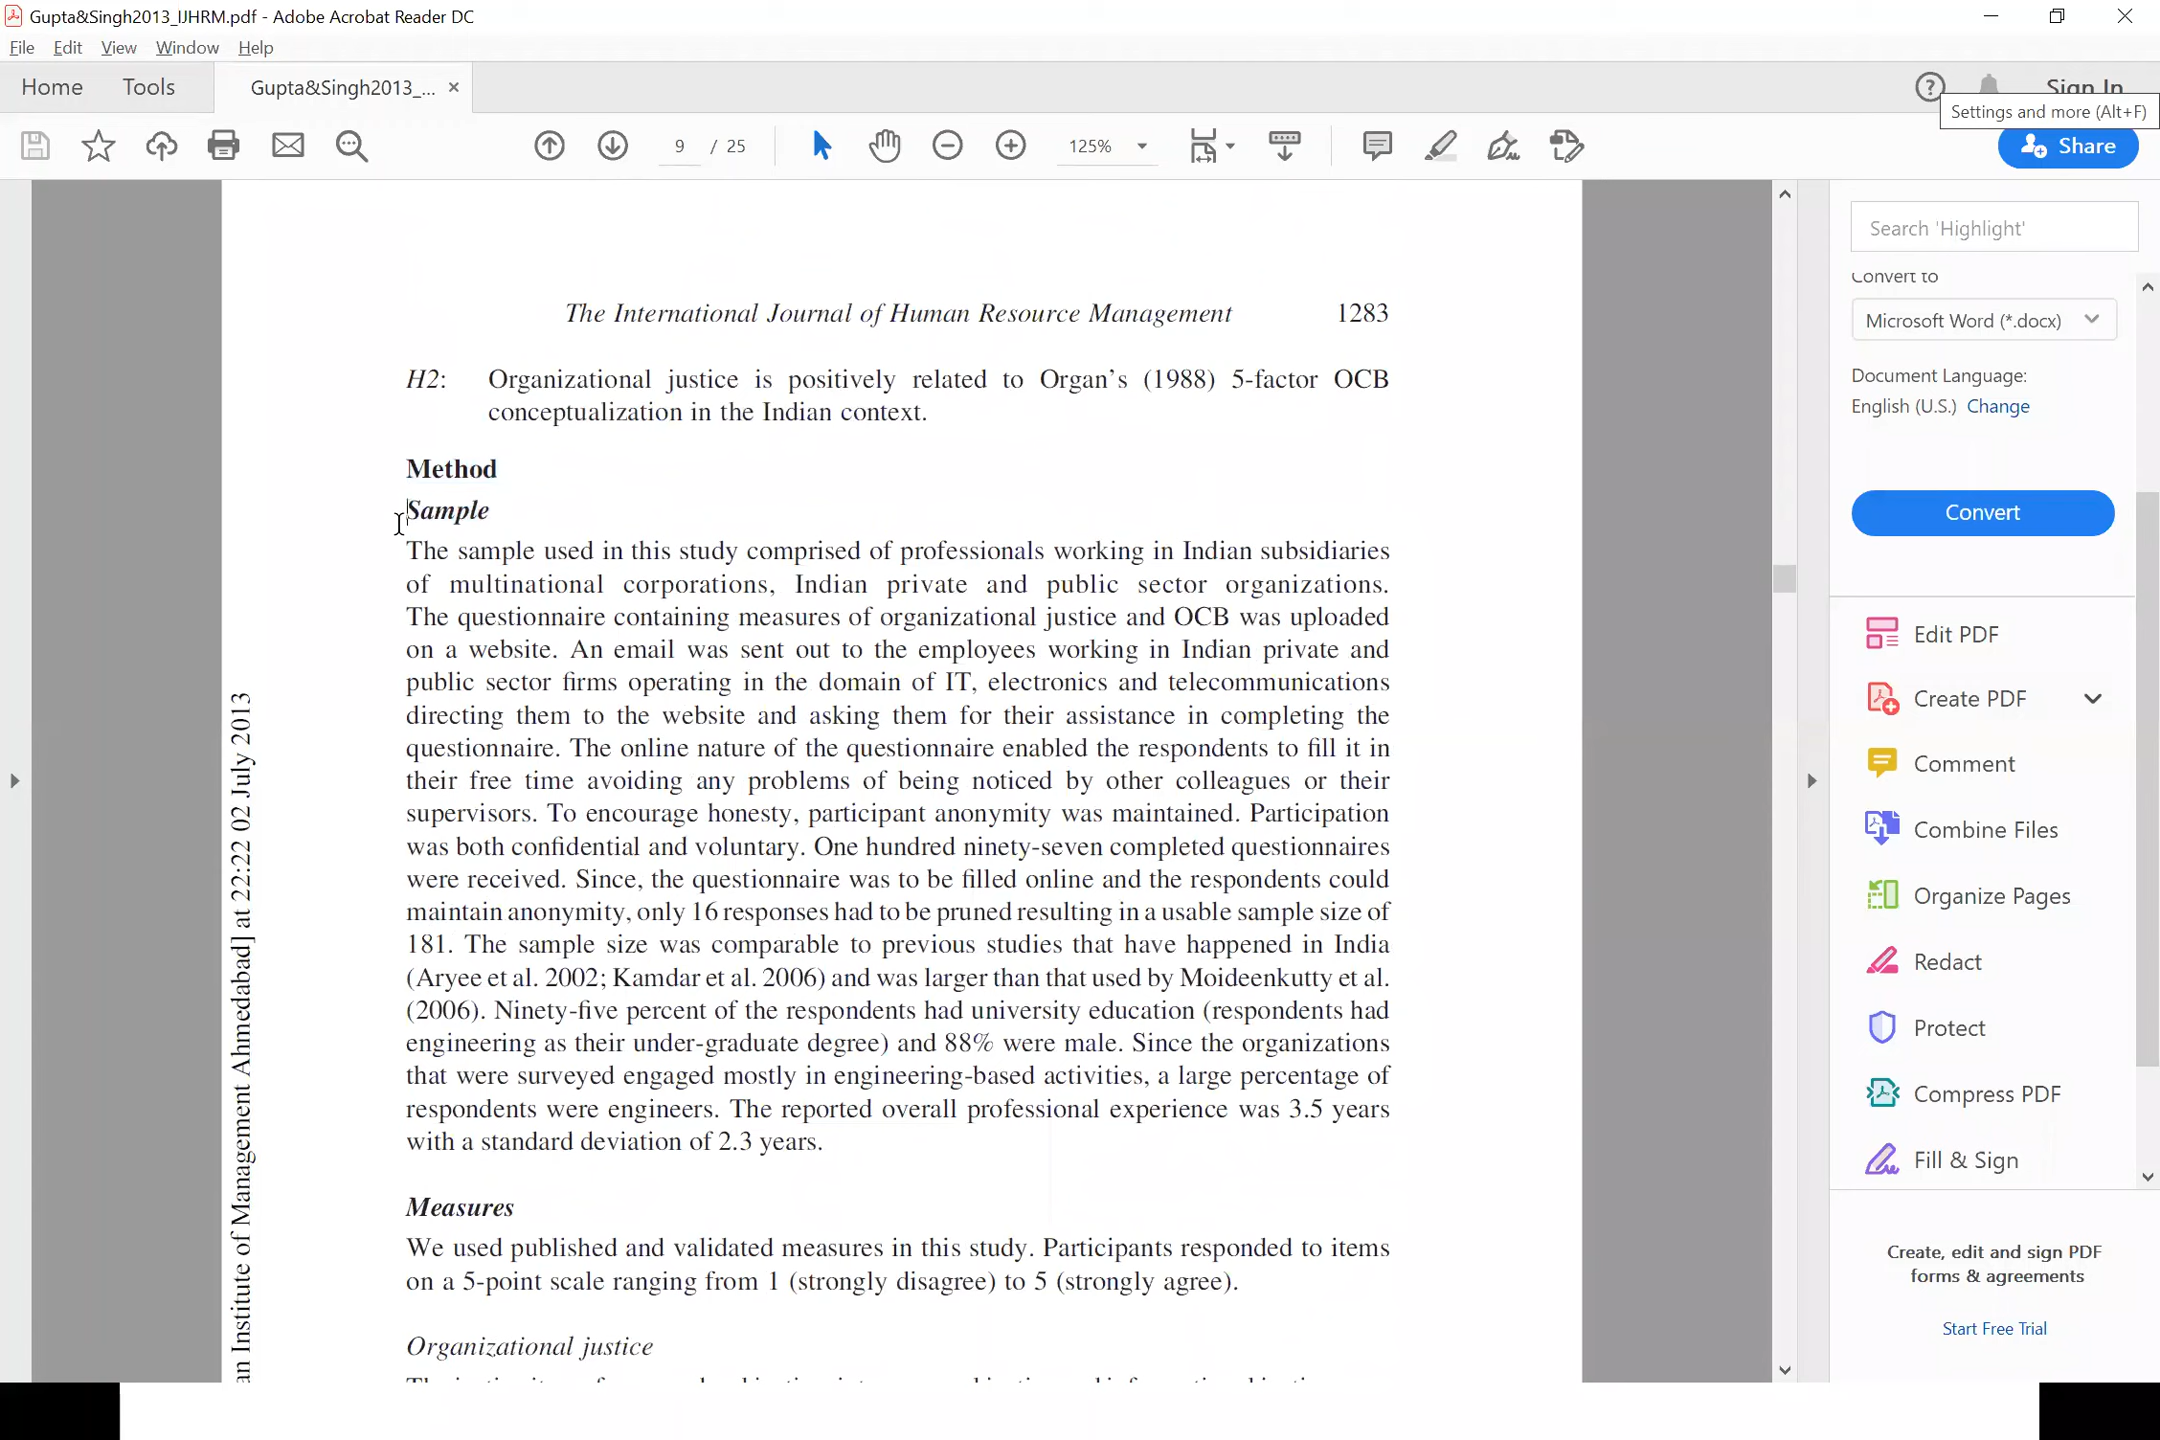 Gupta&Singh2013_IJHRM.pdf - Adobe Acrobat Reader DC
File Edit View Window Help
Home Tools Gupta&Singh2013_... × Sign In
Settings and more (Alt+F)
9 / 25 125% Share
Search 'Highlight'
Convert to
Microsoft Word (*.docx)
Document Language:
English (U.S.) Change
Convert
Edit PDF
Create PDF
Comment
Combine Files
Organize Pages
Redact
Protect
Compress PDF
Fill & Sign
Create, edit and sign PDF
forms & agreements
Start Free Trial
The International Journal of Human Resource Management 1283
H2: Organizational justice is positively related to Organ's (1988) 5-factor OCB
conceptualization in the Indian context.
Method
Sample
The sample used in this study comprised of professionals working in Indian subsidiaries
of multinational corporations, Indian private and public sector organizations.
The questionnaire containing measures of organizational justice and OCB was uploaded
on a website. An email was sent out to the employees working in Indian private and
public sector firms operating in the domain of IT, electronics and telecommunications
directing them to the website and asking them for their assistance in completing the
questionnaire. The online nature of the questionnaire enabled the respondents to fill it in
their free time avoiding any problems of being noticed by other colleagues or their
supervisors. To encourage honesty, participant anonymity was maintained. Participation
was both confidential and voluntary. One hundred ninety-seven completed questionnaires
were received. Since, the questionnaire was to be filled online and the respondents could
maintain anonymity, only 16 responses had to be pruned resulting in a usable sample size of
181. The sample size was comparable to previous studies that have happened in India
(Aryee et al. 2002; Kamdar et al. 2006) and was larger than that used by Moideenkutty et al.
(2006). Ninety-five percent of the respondents had university education (respondents had
engineering as their under-graduate degree) and 88% were male. Since the organizations
that were surveyed engaged mostly in engineering-based activities, a large percentage of
respondents were engineers. The reported overall professional experience was 3.5 years
with a standard deviation of 2.3 years.
Measures
We used published and validated measures in this study. Participants responded to items
on a 5-point scale ranging from 1 (strongly disagree) to 5 (strongly agree).
Organizational justice
an Institute of Management Ahmedabad] at 22:22 02 July 2013